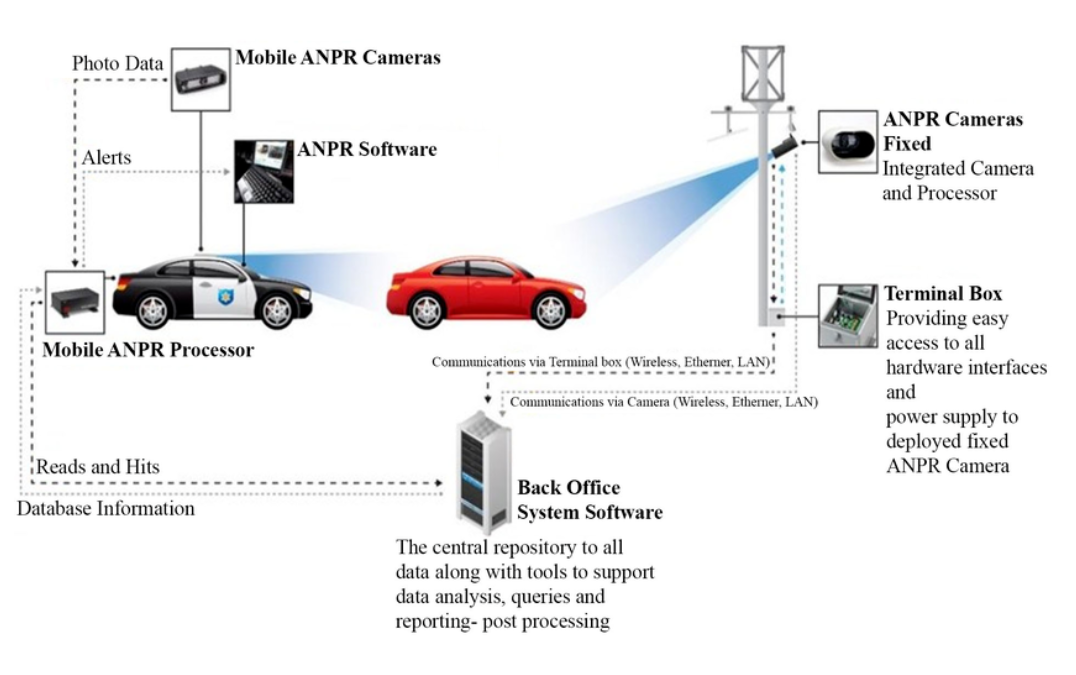 Photo Data
Mobile ANPR Cameras
Alerts
ANPR Software
ANPR Cameras
Fixed
Integrated Camera
and Processor
Mobile ANPR Processor
Terminal Box
Providing easy
access to all
hardware interfaces
and
power supply to
deployed fixed
ANPR Camera
Communications via Terminal box (Wireless, Etherner, LAN)
Communications via Camera (Wireless, Etherner, LAN)
Reads and Hits
Database Information
Back Office
System Software
The central repository to all
data along with tools to support
data analysis, queries and
reporting- post processing